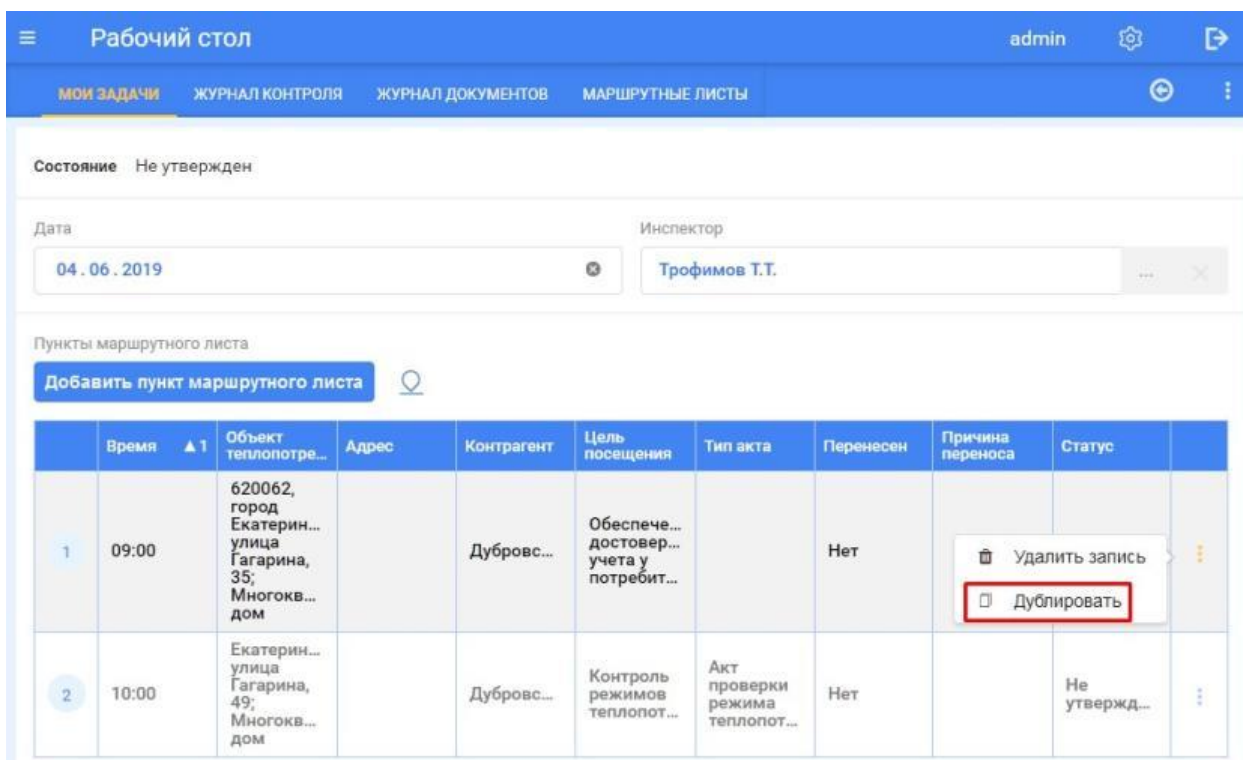 Рабочий стол
admin
МОИ ЗАДАЧИ ЖУРНАЛ КОНТРОЛЯ ЖУРНАЛ ДОКУМЕНТОВ МАРШРУТНЫЕ ЛИСТЫ
Состояние Не утвержден
Дата
Инспектор
04.06.2019
Трофимов Т.Т.
...
Пункты маршрутного листа
Добавить пункт маршрутного листа
Время ▲1
Объект
теплопотре...
Адрес
Контрагент
Цель
посещения
Тип акта
Перенесен
Причина
переноса
Статус
1
09:00
620062,
город
Екатерин...
улица
Гагарина,
35;
Многокв...
дом
Дубровс...
Обеспече...
достовер...
учета у
потребит...
Нет
Удалить запись
Дублировать
2
10:00
Екатерин...
улица
Гагарина,
49;
Многокв...
дом
Дубровс...
Контроль
режимов
теплопот...
Акт
проверки
режима
теплопот...
Нет
Не
утвержд...